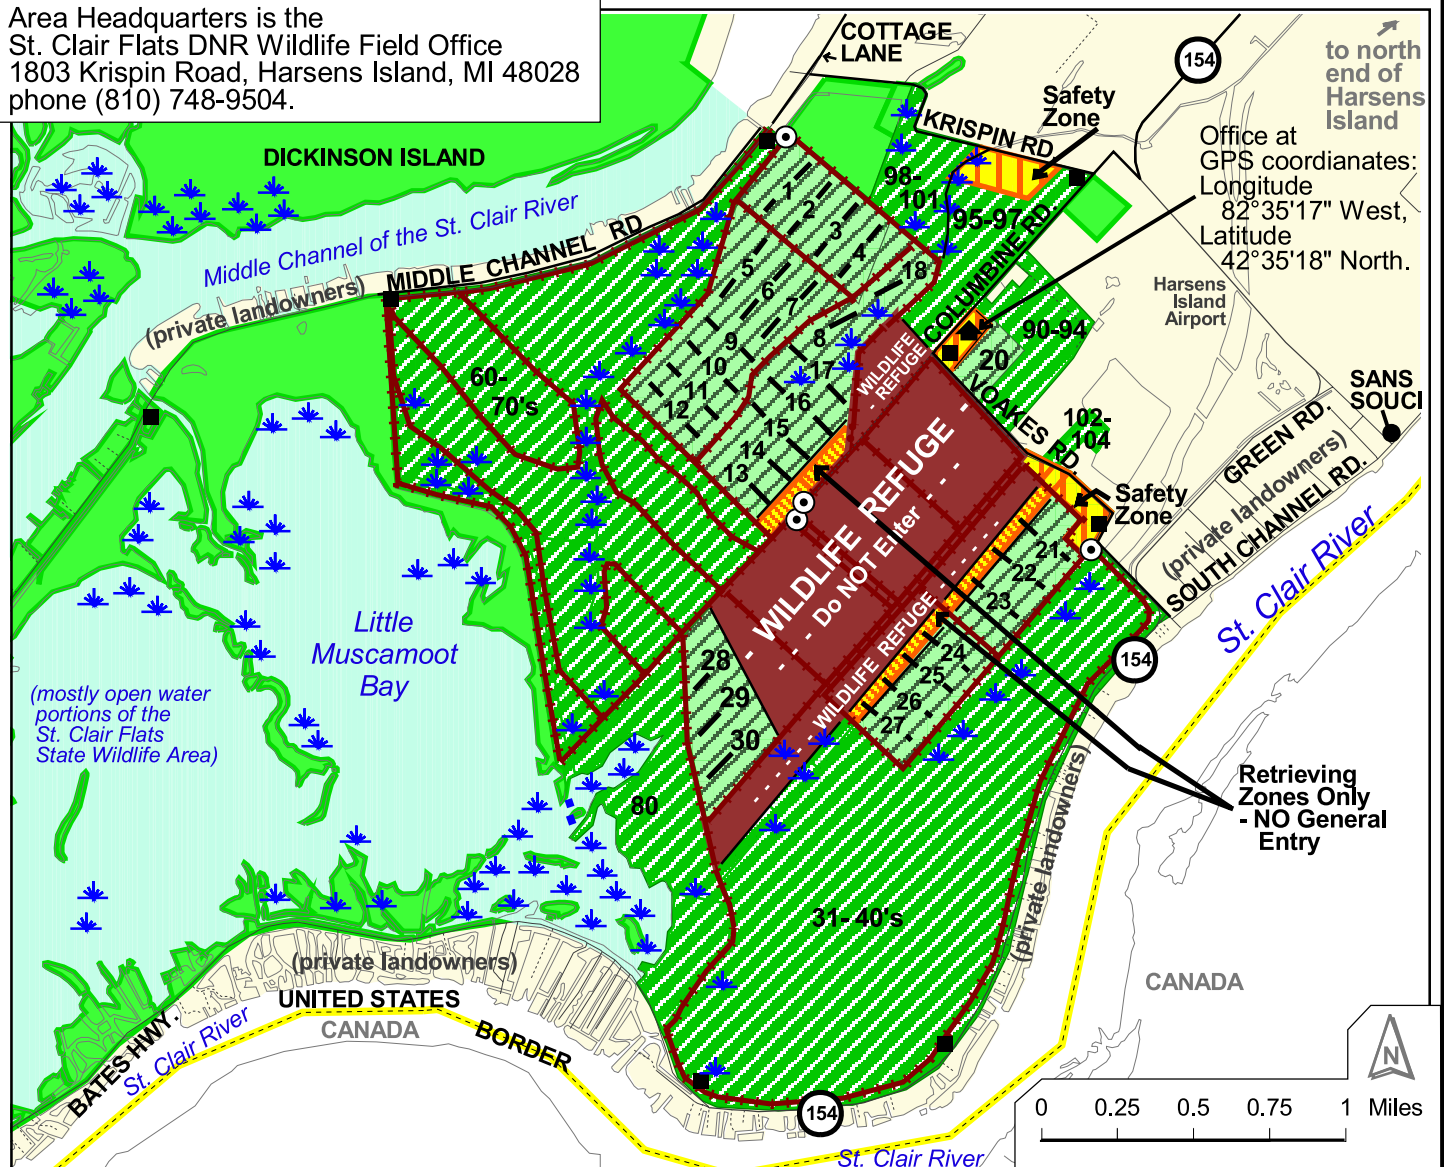 Area Headquarters is the
St. Clair Flats DNR Wildlife Field Office
1803 Krispin Road, Harsens Island, MI 48028
phone (810) 748-9504.
COTTAGE
LANE
154
to north
end of
Harsens
Island
Safety
Zone
KRISPIN RD
Office at
GPS coordianates:
Longitude
82°35'17" West,
Latitude
42°35'18" North.
DICKINSON ISLAND
Middle Channel of the St. Clair River
MIDDLE CHANNEL RD
(private landowners)
98-
101
95-97
COLUMBINE RD.
Harsens
Island
Airport
1
2
3
4
5
6
7
8
9
10
11
12
13
14
15
16
17
18
20
90-94
VOAKES RD.
102-
104
SANS
SOUCI
GREEN RD.
(private landowners)
SOUTH CHANNEL RD.
St. Clair River
60-
70's
WILDLIFE
REFUGE
WILDLIFE REFUGE
- - Do NOT Enter - -
WILDLIFE REFUGE
Safety
Zone
21
22
23
24
25
26
27
28
29
30
154
Little
Muscamoot
Bay
(mostly open water
portions of the
St. Clair Flats
State Wildlife Area)
80
31- 40's
Retrieving
Zones Only
- NO General
Entry
(private landowners)
(private landowners)
UNITED STATES
CANADA
BORDER
CANADA
BATES HWY.
St. Clair River
154
St. Clair River
N
0 0.25 0.5 0.75 1 Miles